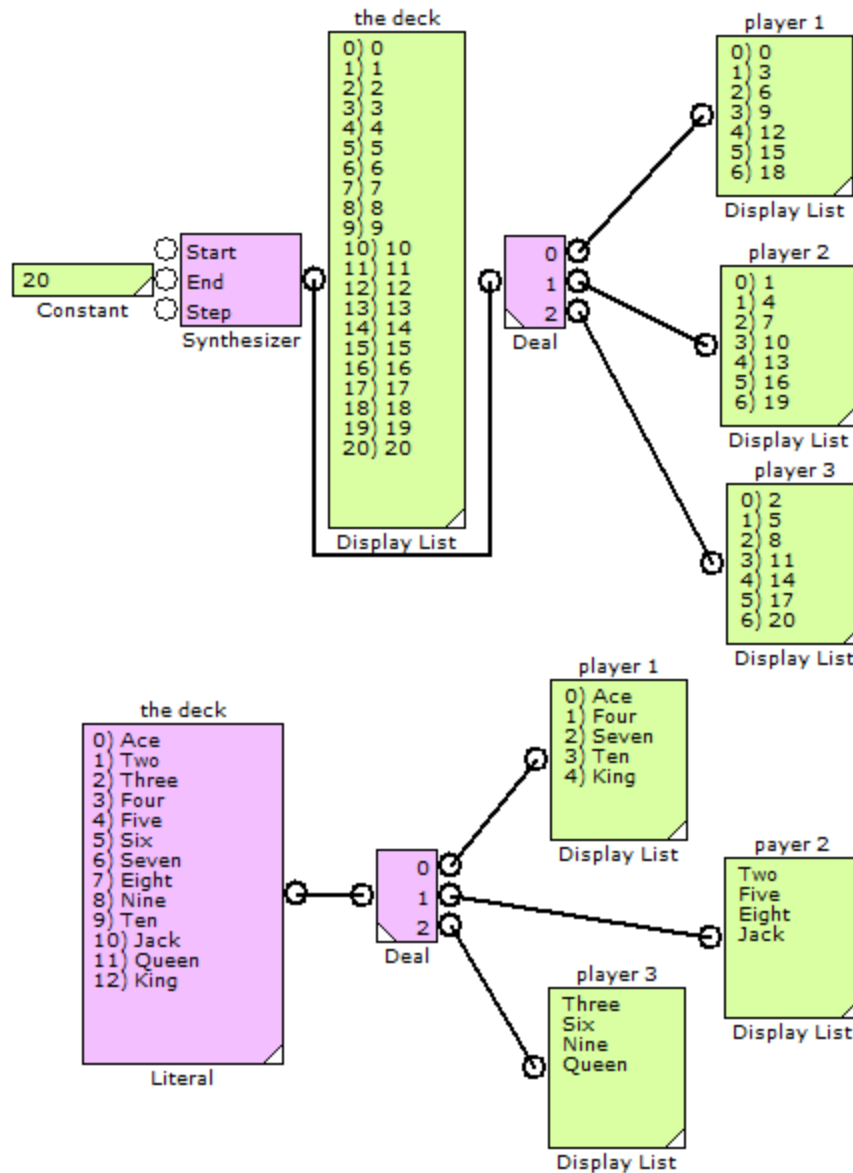 the deck
0) 0
1) 1
2) 2
3) 3
4) 4
5) 5
6) 6
7) 7
8) 8
9) 9
10) 10
11) 11
12) 12
13) 13
14) 14
15) 15
16) 16
17) 17
18) 18
19) 19
20) 20
Display List
20
Constant
Start
End
Step
Synthesizer
0
1
2
Deal
player 1
0) 0
1) 3
2) 6
3) 9
4) 12
5) 15
6) 18
Display List
player 2
0) 1
1) 4
2) 7
3) 10
4) 13
5) 16
6) 19
Display List
player 3
0) 2
1) 5
2) 8
3) 11
4) 14
5) 17
6) 20
Display List
the deck
0) Ace
1) Two
2) Three
3) Four
4) Five
5) Six
6) Seven
7) Eight
8) Nine
9) Ten
10) Jack
11) Queen
12) King
Literal
0
1
2
Deal
player 1
0) Ace
1) Four
2) Seven
3) Ten
4) King
Display List
payer 2
Two
Five
Eight
Jack
Display List
player 3
Three
Six
Nine
Queen
Display List